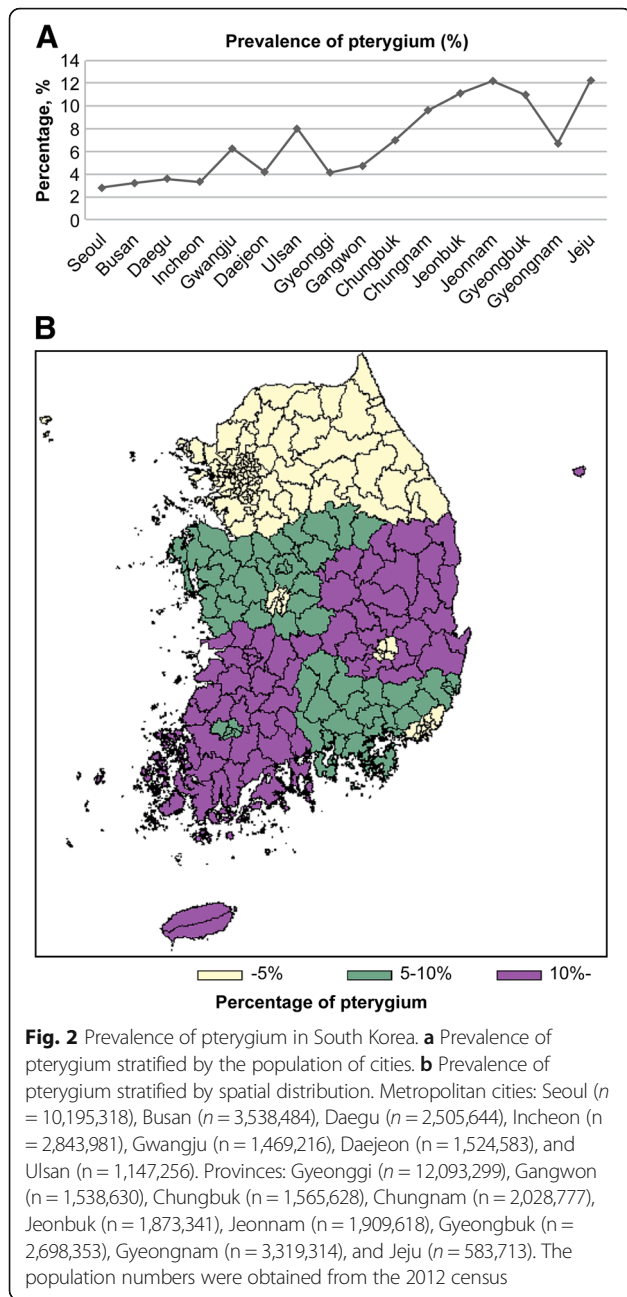 A
Prevalence of pterygium (%)
Percentage, %
14
12
10
8
6
4
2
0
Seoul
Busan
Daegu
Incheon
Gwangju
Daejeon
Ulsan
Gyeonggi
Gangwon
Chungbuk
Chungnam
Jeonbuk
Jeonnam
Gyeongbuk
Gyeongnam
Jeju
B
-5% 5-10% 10%-
Percentage of pterygium
Fig. 2 Prevalence of pterygium in South Korea. a Prevalence of
pterygium stratified by the population of cities. b Prevalence of
pterygium stratified by spatial distribution. Metropolitan cities: Seoul (n
= 10,195,318), Busan (n = 3,538,484), Daegu (n = 2,505,644), Incheon (n
= 2,843,981), Gwangju (n = 1,469,216), Daejeon (n = 1,524,583), and
Ulsan (n = 1,147,256). Provinces: Gyeonggi (n = 12,093,299), Gangwon
(n = 1,538,630), Chungbuk (n = 1,565,628), Chungnam (n = 2,028,777),
Jeonbuk (n = 1,873,341), Jeonnam (n = 1,909,618), Gyeongbuk (n =
2,698,353), Gyeongnam (n = 3,319,314), and Jeju (n = 583,713). The
population numbers were obtained from the 2012 census